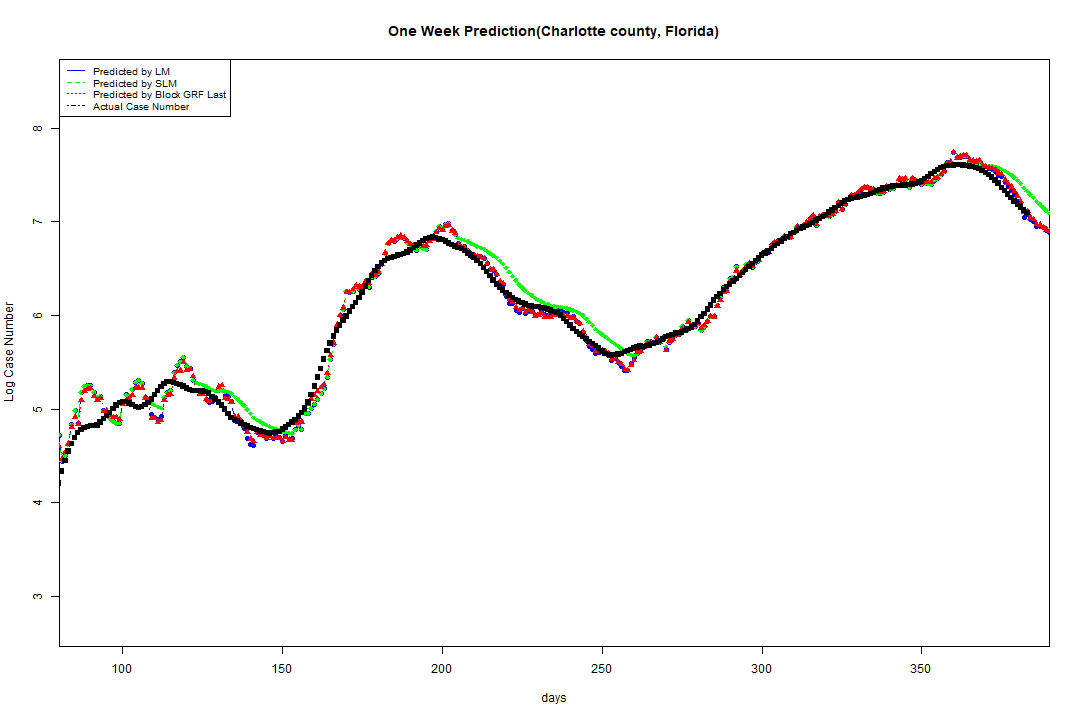 One Week Prediction(Charlotte county, Florida)
Predicted by LM
Predicted by SLM
Predicted by Block GRF Last
Actual Case Number
8
7
6
5
4
3
Log Case Number
100 150 200 250 300 350
days